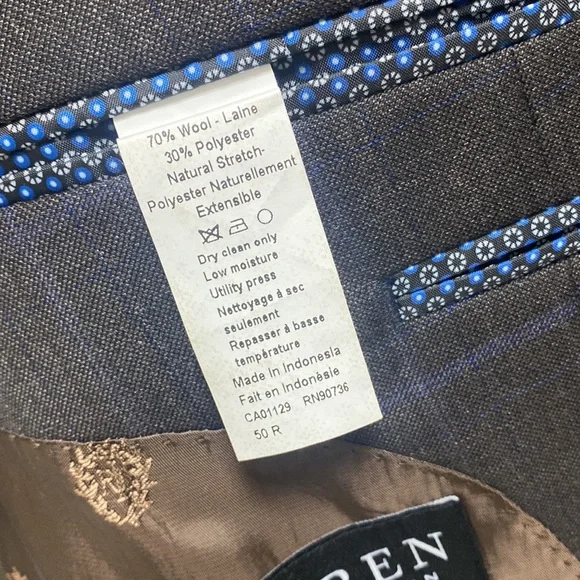 70% Wool - Laine
30% Polyester
Natural Stretch-
Polyester Naturellement
Extensible
Dry clean only
Low moisture
Utility press
Nettoyage á sec
seulement
Repasser á basse
température
Made in Indonesia
Fait en Indonèsie
CA01129 RN90736
50 R